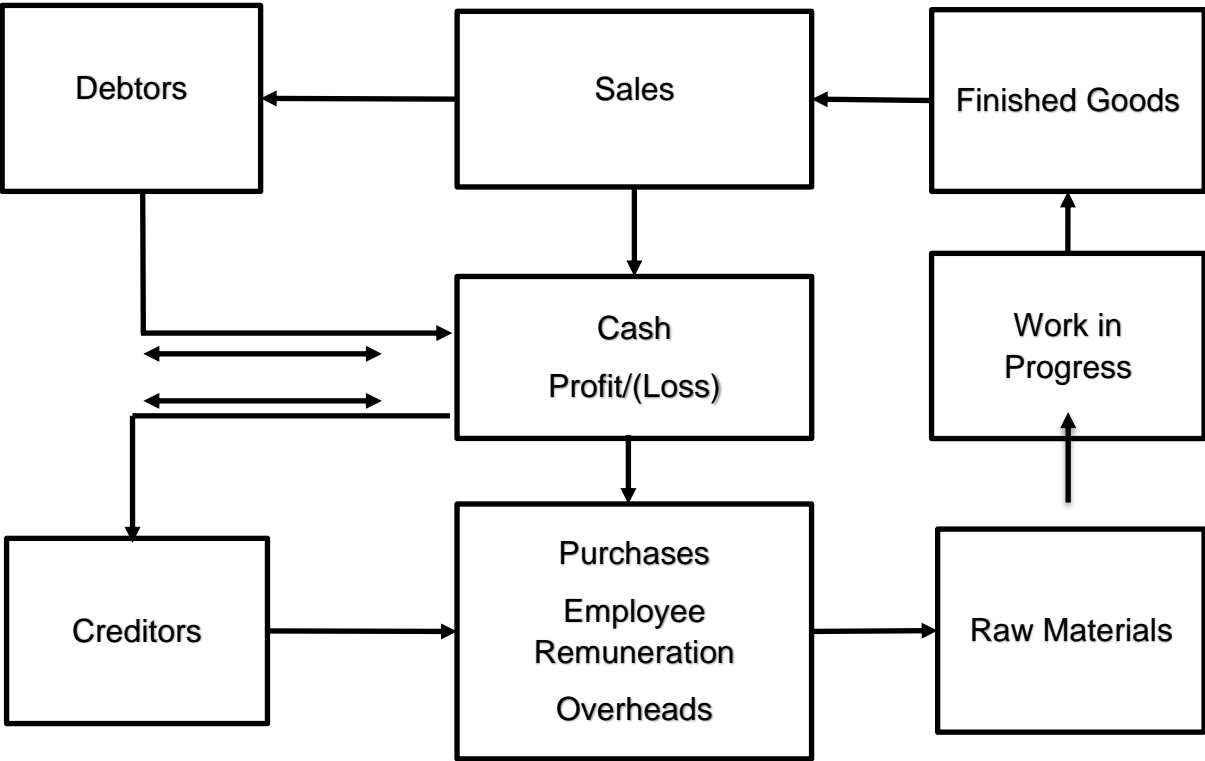 Debtors
Sales
Finished Goods
Cash
Profit/(Loss)
Work in
Progress
Creditors
Purchases
Employee
Remuneration
Overheads
Raw Materials